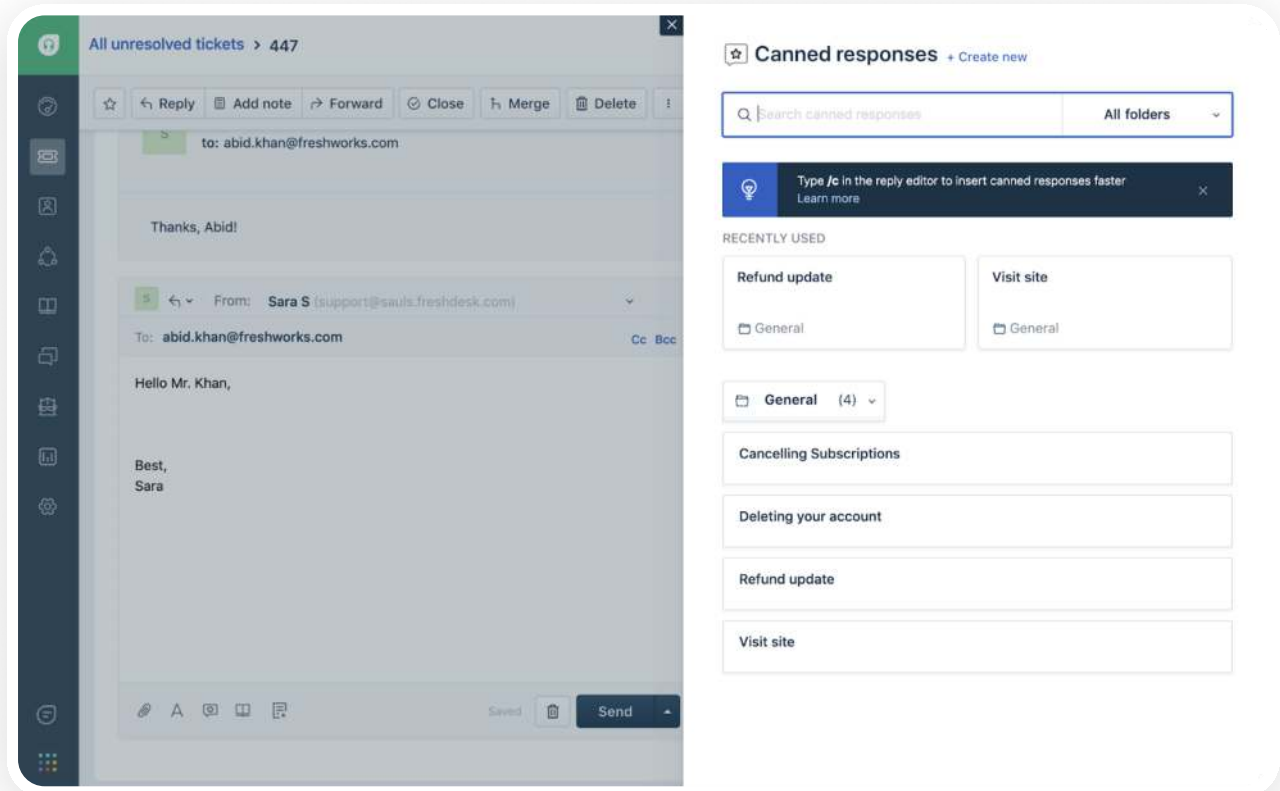 All unresolved tickets > 447
Reply Add note Forward Close Merge Delete
S
to: abid.khan@freshworks.com
Thanks, Abid!
S From: Sara S (support@sauls.freshdesk.com)
To: abid.khan@freshworks.com Cc Bcc
Hello Mr. Khan,
Best,
Sara
Saved Send
Canned responses + Create new
Search canned responses All folders
Type /c in the reply editor to insert canned responses faster
Learn more
RECENTLY USED
Refund update
General
Visit site
General
General (4)
Cancelling Subscriptions
Deleting your account
Refund update
Visit site